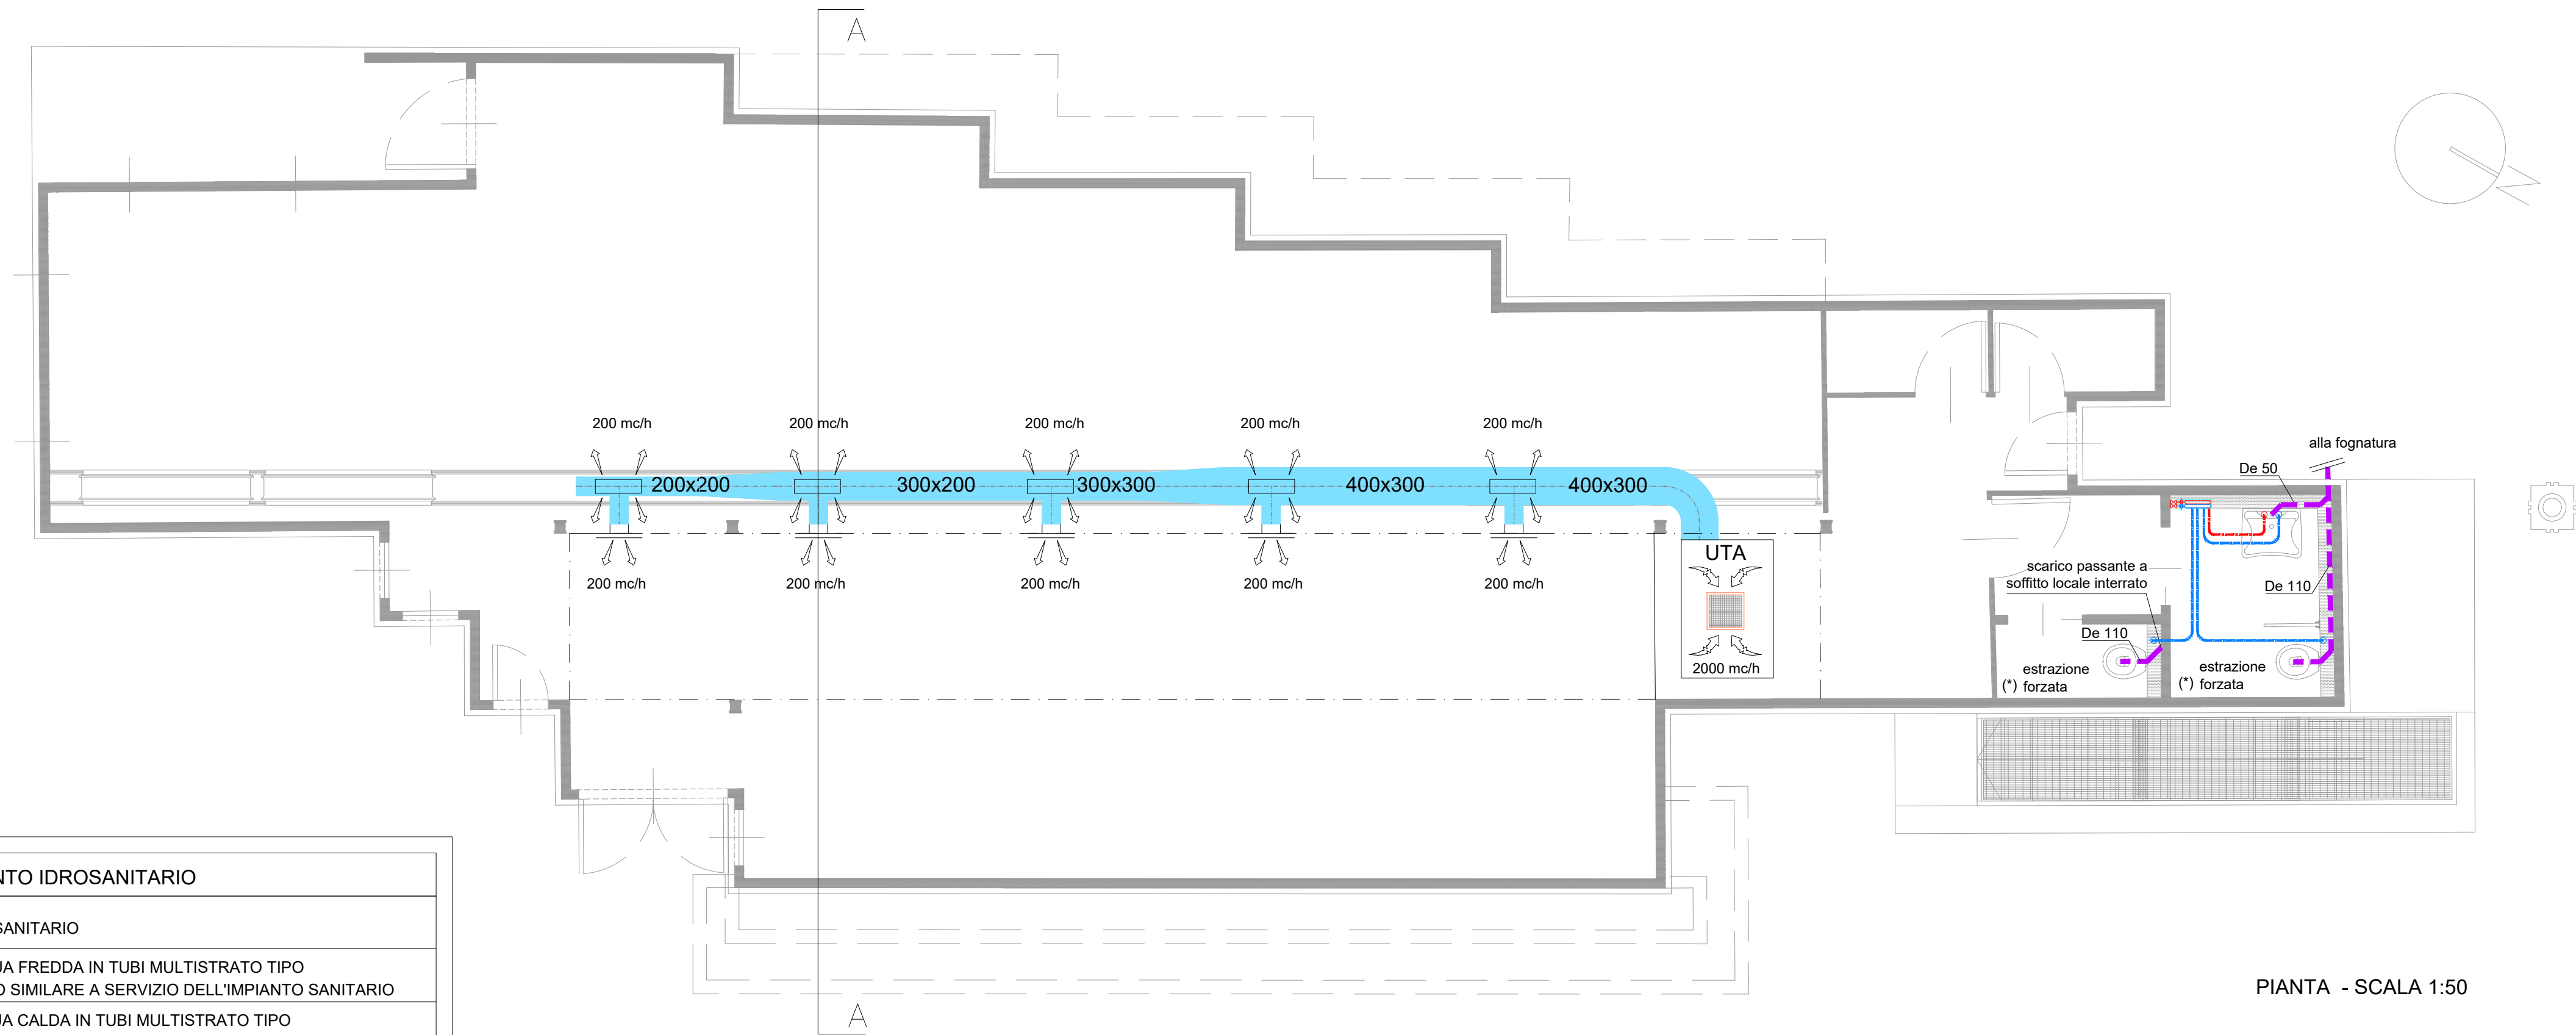 A
alla fognatura
200 mc/h
200 mc/h
200 mc/h
200 mc/h
200 mc/h
De 50
200x200
300x200
300x300
400x300
400x300
UTA
scarico passante a
soffitto locale interrato
De 110
200 mc/h
200 mc/h
200 mc/h
200 mc/h
200 mc/h
De 110
2000 mc/h
estrazione
(*) forzata
estrazione
(*) forzata
NTO IDROSANITARIO
SANITARIO
UA FREDDA IN TUBI MULTISTRATO TIPO
O SIMILARE A SERVIZIO DELL'IMPIANTO SANITARIO
UA CALDA IN TUBI MULTISTRATO TIPO
A
PIANTA - SCALA 1:50
N